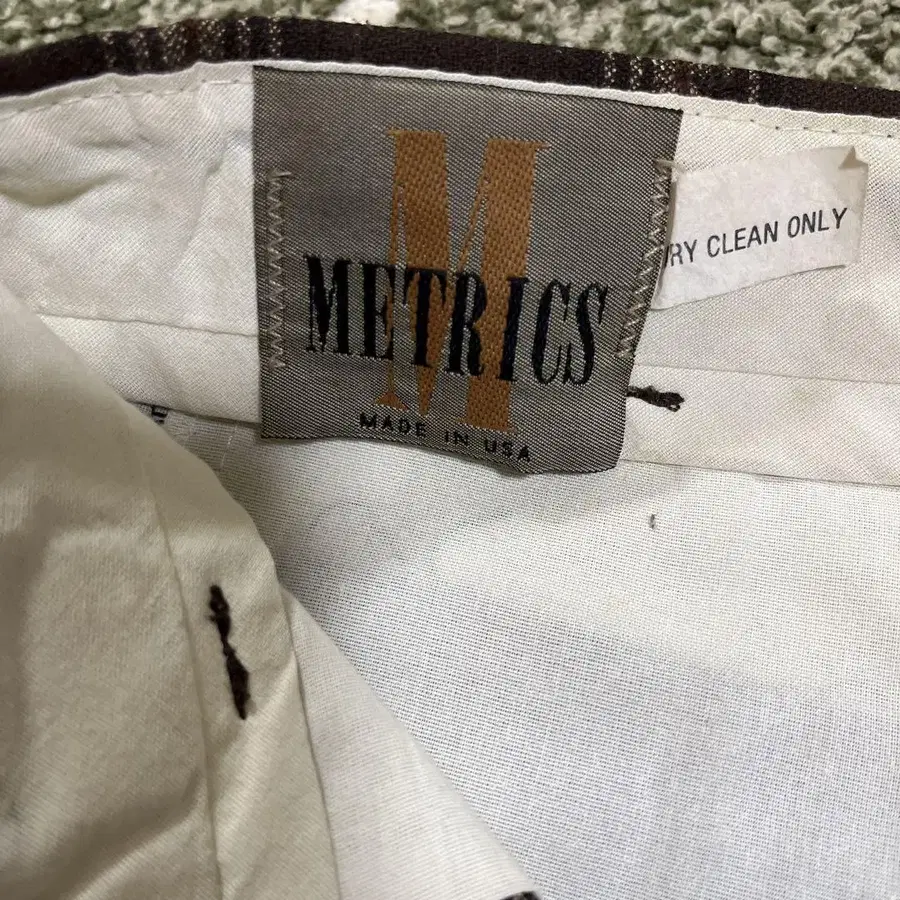 M
METRICS
MADE IN USA
RY CLEAN ONLY